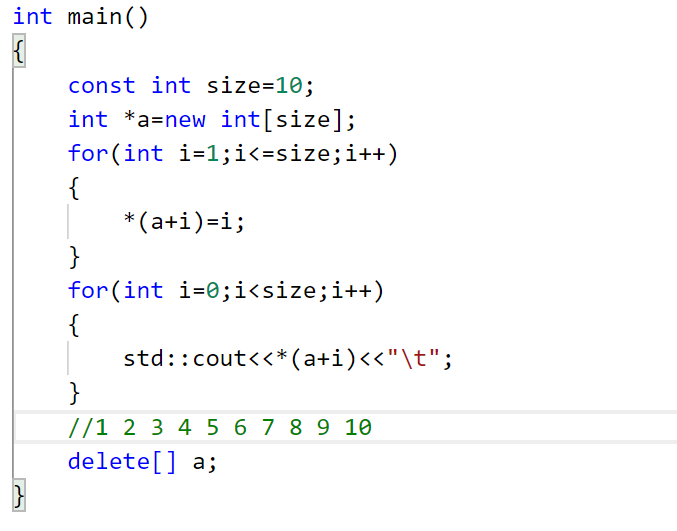 int main()
{
    const int size=10;
    int *a=new int[size];
    for(int i=1;i<=size;i++)
    {
        *(a+i)=i;
    }
    for(int i=0;i<size;i++)
    {
        std::cout<<*(a+i)<<"\t";
    }
    //1 2 3 4 5 6 7 8 9 10
    delete[] a;
}